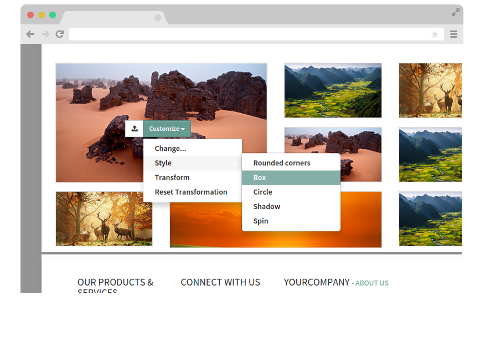 Customize
Change...
Style
Transform
Reset Transformation
Rounded corners
Box
Circle
Shadow
Spin
OUR PRODUCTS &
SERVICES
CONNECT WITH US
YOURCOMPANY - ABOUT US